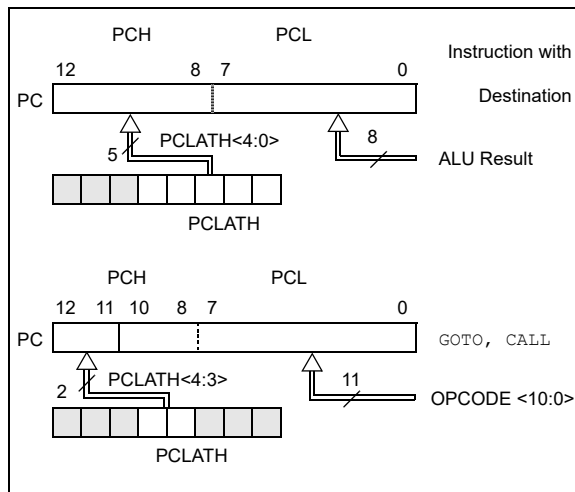 PCH PCL
Instruction with
12 8 7 0
PC
Destination
5 PCLATH<4:0> 8
ALU Result
PCLATH
PCH PCL
12 11 10 8 7 0
PC GOTO, CALL
2 PCLATH<4:3> 11
OPCODE <10:0>
PCLATH